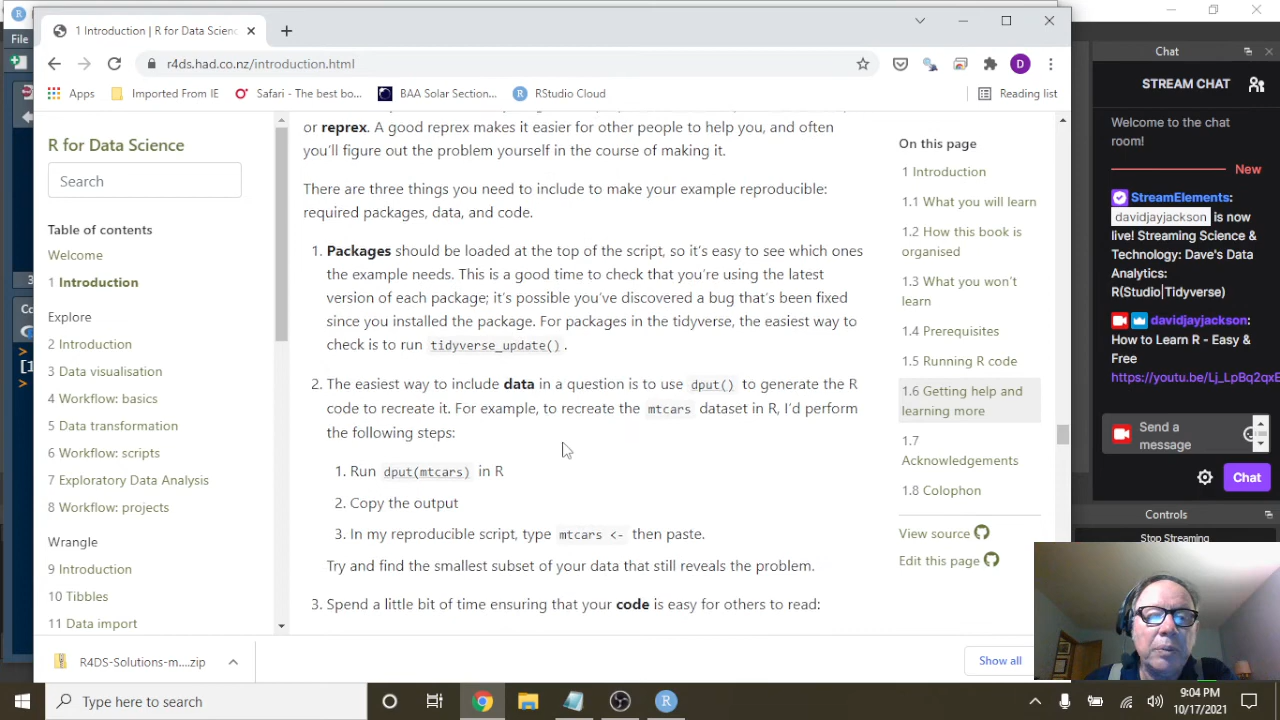 1 Introduction | R for Data Scienc
r4ds.had.co.nz/introduction.html
D
Apps
Imported From IE
Safari - The best bo...
BAA Solar Section...
RStudio Cloud
Reading list
File
R for Data Science
Search
Table of contents
Welcome
1 Introduction
Explore
2 Introduction
3 Data visualisation
4 Workflow: basics
5 Data transformation
6 Workflow: scripts
7 Exploratory Data Analysis
8 Workflow: projects
Wrangle
9 Introduction
10 Tibbles
11 Data import
or reprex. A good reprex makes it easier for other people to help you, and often
you'll figure out the problem yourself in the course of making it.
There are three things you need to include to make your example reproducible:
required packages, data, and code.
1. Packages should be loaded at the top of the script, so it's easy to see which ones
the example needs. This is a good time to check that you're using the latest
version of each package; it's possible you've discovered a bug that's been fixed
since you installed the package. For packages in the tidyverse, the easiest way to
check is to run tidyverse_update() .
2. The easiest way to include data in a question is to use dput() to generate the R
code to recreate it. For example, to recreate the mtcars dataset in R, I'd perform
the following steps:
1. Run dput(mtcars) in R
2. Copy the output
3. In my reproducible script, type mtcars <- then paste.
Try and find the smallest subset of your data that still reveals the problem.
3. Spend a little bit of time ensuring that your code is easy for others to read:
On this page
1 Introduction
1.1 What you will learn
1.2 How this book is
organised
1.3 What you won't
learn
1.4 Prerequisites
1.5 Running R code
1.6 Getting help and
learning more
1.7
Acknowledgements
1.8 Colophon
View source
Edit this page
Chat
STREAM CHAT
Welcome to the chat
room!
New
StreamElements:
davidjayjackson is now
live! Streaming Science &
Technology: Dave's Data
Analytics:
R(Studio|Tidyverse)
davidjayjackson:
How to Learn R - Easy &
Free
https://youtu.be/Lj_LpBq2qxE
Send a
message
Chat
Controls
Stop Streaming
R4DS-Solutions-m....zip
Show all
Type here to search
9:04 PM
10/17/2021